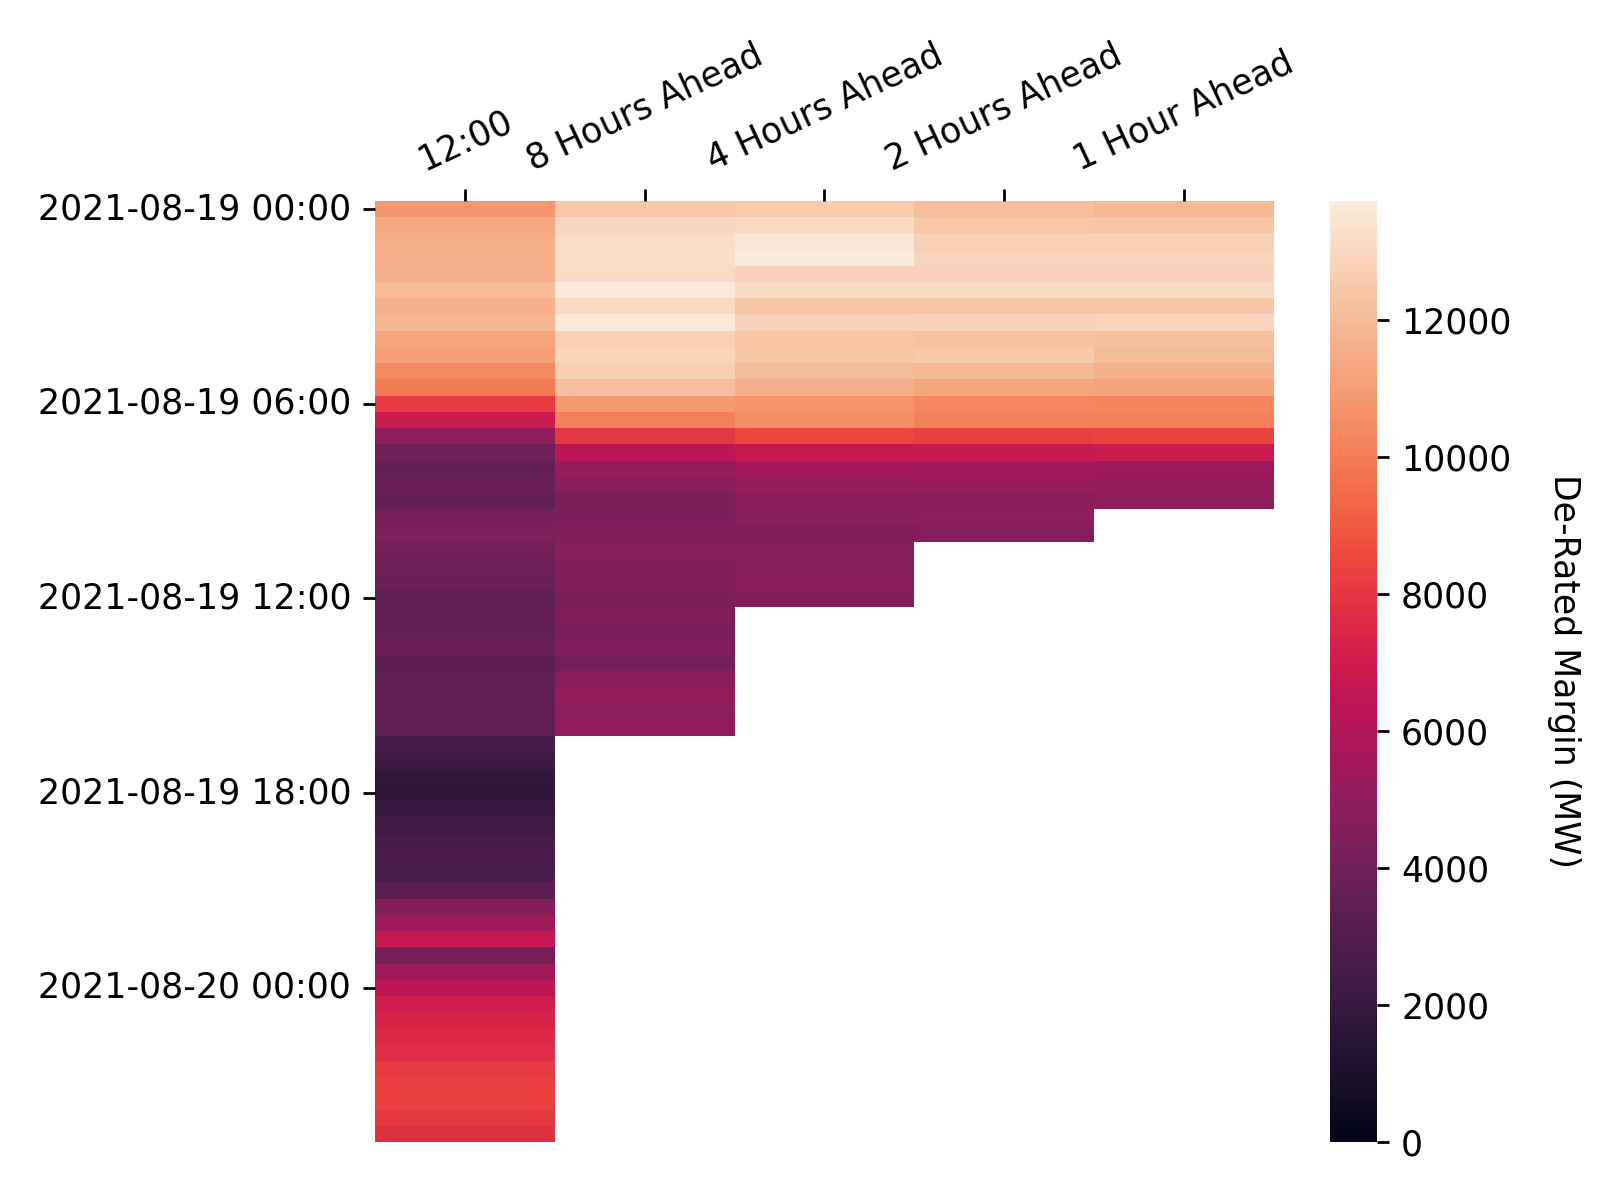 12:00
8 Hours Ahead
4 Hours Ahead
2 Hours Ahead
1 Hour Ahead
2021-08-19 00:00
2021-08-19 06:00
2021-08-19 12:00
2021-08-19 18:00
2021-08-20 00:00
12000
10000
8000
6000
4000
2000
0
De-Rated Margin (MW)